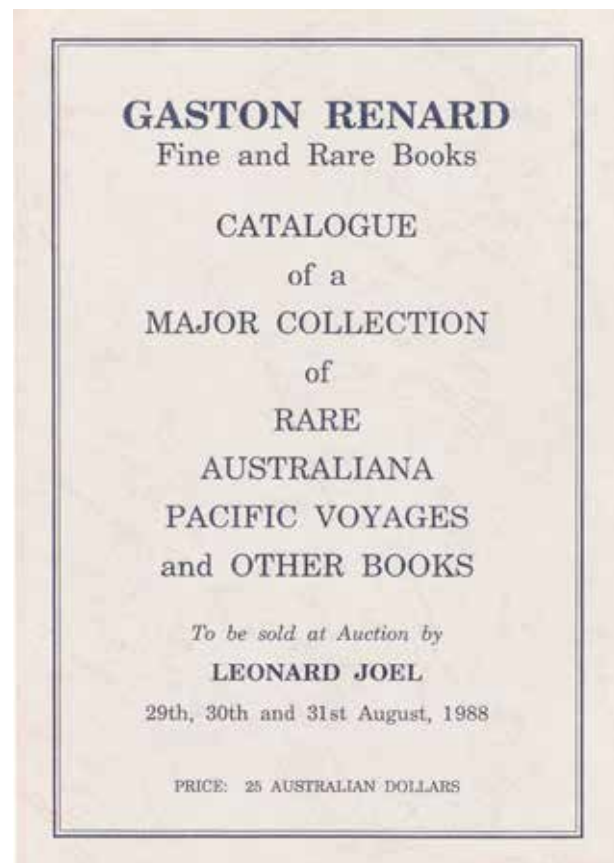 GASTON RENARD
Fine and Rare Books
CATALOGUE
of a
MAJOR COLLECTION
of
RARE
AUSTRALIANA
PACIFIC VOYAGES
and OTHER BOOKS
To be sold at Auction by
LEONARD JOEL
29th, 30th and 31st August, 1988
PRICE: 25 AUSTRALIAN DOLLARS